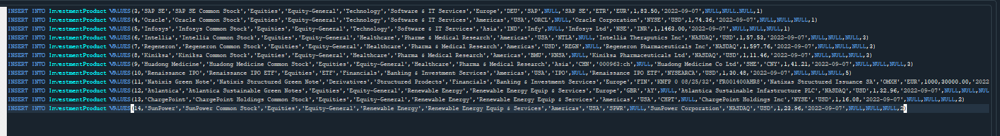 INSERT INTO InvestmentProduct VALUES(3,'SAP SE','SAP SE Common Stock','Equities','Equity-General','Technology','Software & IT Services','Europe','DEU','SAP',NULL,'SAP SE','ETR','EUR',1,83.50,'2022-09-07',NULL,NULL,NULL,1)
INSERT INTO InvestmentProduct VALUES(4,'Oracle','Oracle Common Stock','Equities','Equity-General','Technology','Software & IT Services','Americas','USA','ORCL',NULL,'Oracle Corporation','NYSE','USD',1,74.36,'2022-09-07',NULL,NULL,NULL,1)
INSERT INTO InvestmentProduct VALUES(5,'Infosys','Infosys Common Stock','Equities','Equity-General','Technology','Software & IT Services','Asia','IND','Infy',NULL,'Infosys Ltd','NSE','INR',1,1463.00,'2022-09-07',NULL,NULL,NULL,1)
INSERT INTO InvestmentProduct VALUES(6,'Intellia','Intellia Common Stock','Equities','Equity-General','Healthcare','Pharme & Medical Research','Americas','USA','NTLA',NULL,'Intellia Theraputics Inc','NASDAQ','USD',1,57.53,'2022-09-07',NULL,NULL,NULL,3)
INSERT INTO InvestmentProduct VALUES(7,'Regeneron','Regeneron Common Stock','Equities','Equity-General','Healthcare','Pharma & Medical Research','Americas','USD','REGN',NULL,'Regeneron Pharmaceutics Inc','NASDAQ','USD',1,597.76,'2022-09-07',NULL,NULL,NULL,3)
INSERT INTO InvestmentProduct VALUES(8,'Kiniksa','Kiniksa Common Stock','Equities','Equity-General','Healthcare','Pharma & Medical Research','Americas','BMU','KNSA',NULL,'Kiniksa Pharmaceuticals Ltd','NASDAQ','USD',1,11.46,'2022-09-07',NULL,NULL,NULL,3)
INSERT INTO InvestmentProduct VALUES(9,'Huadong Medicine','Huadong Medicine Common Stock','Equities','Equity-General','Healthcare','Pharma & Medical Research','Asia','CHN','000963:ch',NULL,'Huadong Medicine Co Ltd','SHE','CNY',1,41.21,'2022-09-07',NULL,NULL,NULL,3)
INSERT INTO InvestmentProduct VALUES(10,'Renaissance IPO','Renaissance IPO ETF','Equities','ETF','Financials','Banking & Investment Services','Americas','USA','IPO',NULL,'Renaissance IPO ETF','NYSEARCA','USD',1,30.48,'2022-09-07',NULL,NULL,NULL,5)
INSERT INTO InvestmentProduct VALUES(11,'Natixis Green Note','Natixis Structured Green Note','Derivatives','Structured Products','Financials','Banking & Investment Services','Europe','FIN','KNFP 0 08/25/32','FR001400AHR8','Natixas Structured Issuance SA','OMXH','EUR',1000,30000.00,'2022
INSERT INTO InvestmentProduct VALUES(12,'Atlantica','Atlantica Sustainable Green Notes','Equities','Equity-General','Renewable Energy','Renewable Energy Equip & Services','Europe','GBR','AY',NULL,'Atlantica Sustainable Infastructure PLC','NASDAQ','USD',1,32.96,'2022-09-07',NULL,NULL,NUL
INSERT INTO InvestmentProduct VALUES(13,'ChargePoint','ChargePoint Holdings Common Stock','Equities','Equity-General','Renewable Energy','Renewable Energy Equip & Services','Americas','USA','CHPT',NULL,'ChargePoint Holdings Inc','NYSE','USD',1,16.08,'2022-09-07',NULL,NULL,NULL,2)
INSERT INTO InvestmentProduct VALUES(14,'SunPower','SunPower Common Stock','Equities','Equity-General','Renewable Energy','Renewable Energy Equip & Services','Americas','USA','SPWR',NULL,'SunPower Corporation','NASDAQ','USD',1,23.96,'2022-09-07',NULL,NULL,NULL,2)